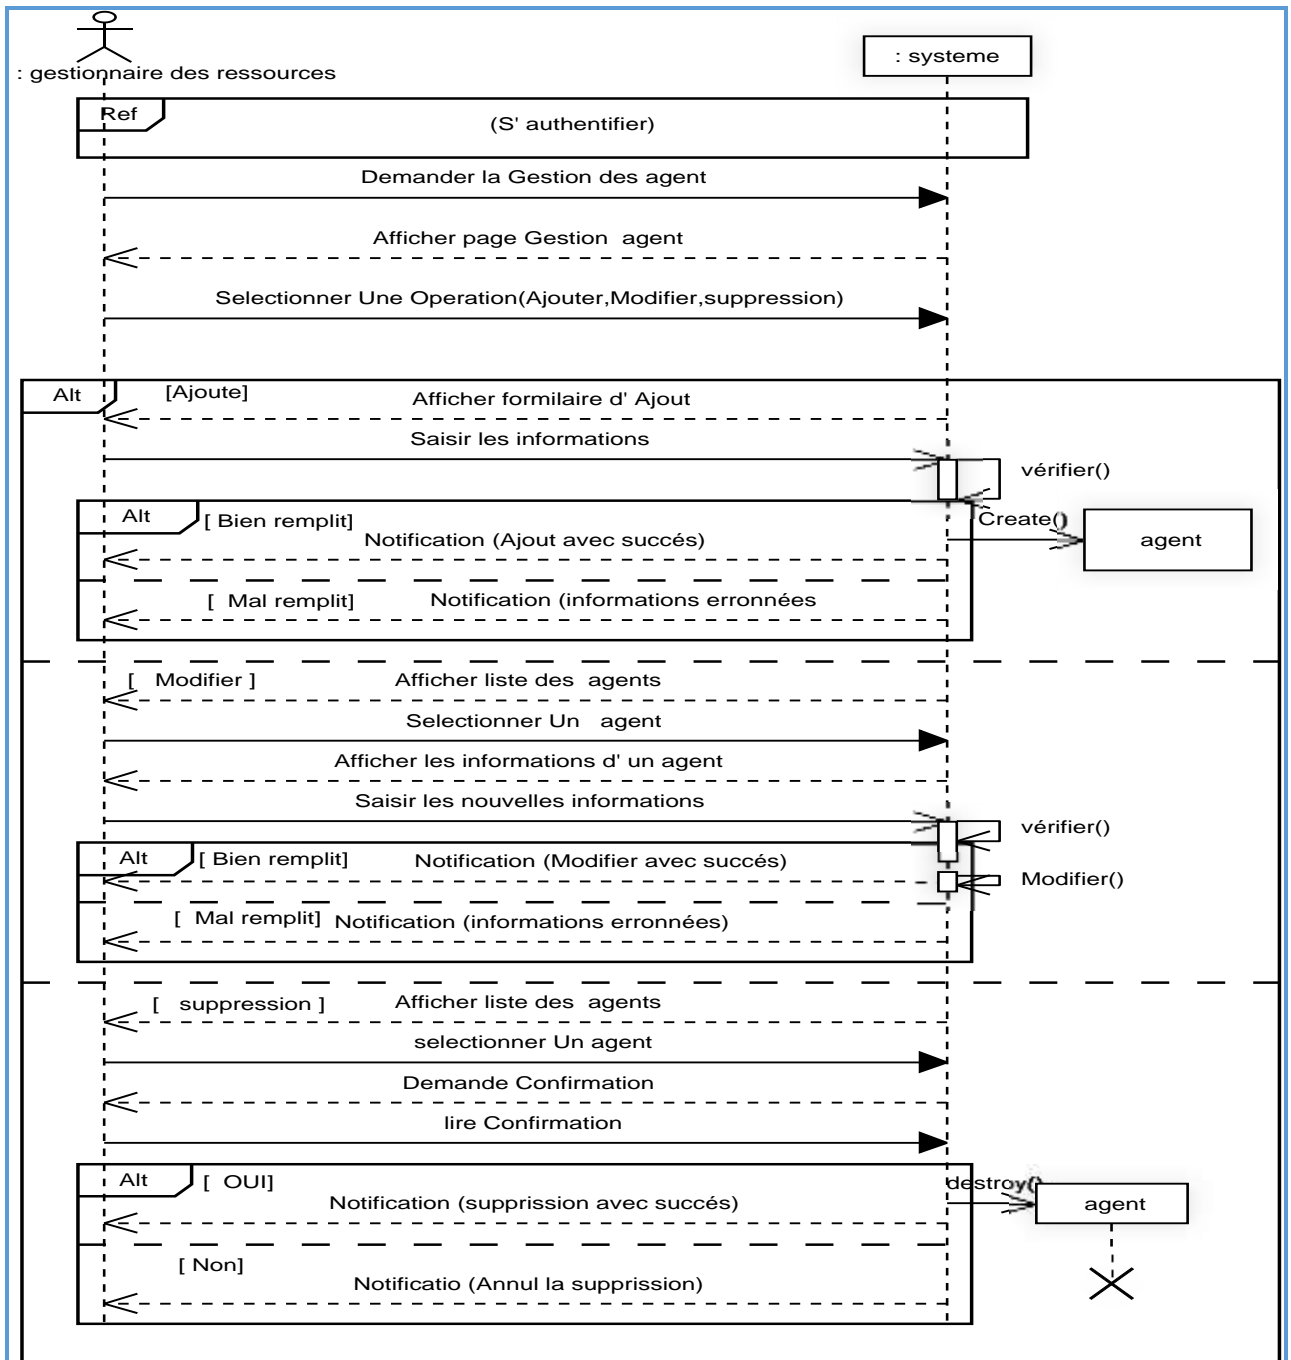 : gestionnaire des ressources
: systeme
Ref
(S' authentifier)
Demander la Gestion des agent
Afficher page Gestion agent
Selectionner Une Operation(Ajouter,Modifier,suppression)
Alt
[Ajoute]
Afficher formilaire d' Ajout
Saisir les informations
vérifier()
Alt
[ Bien remplit]
Create()
Notification (Ajout avec succés)
agent
[ Mal remplit]
Notification (informations erronnées
[ Modifier ]
Afficher liste des agents
Selectionner Un agent
Afficher les informations d' un agent
Saisir les nouvelles informations
vérifier()
Alt
[ Bien remplit]
Notification (Modifier avec succés)
Modifier()
[ Mal remplit]
Notification (informations erronnées)
[ suppression ]
Afficher liste des agents
selectionner Un agent
Demande Confirmation
lire Confirmation
Alt
[ OUI]
destroy()
Notification (supprission avec succés)
agent
[ Non]
Notificatio (Annul la supprission)